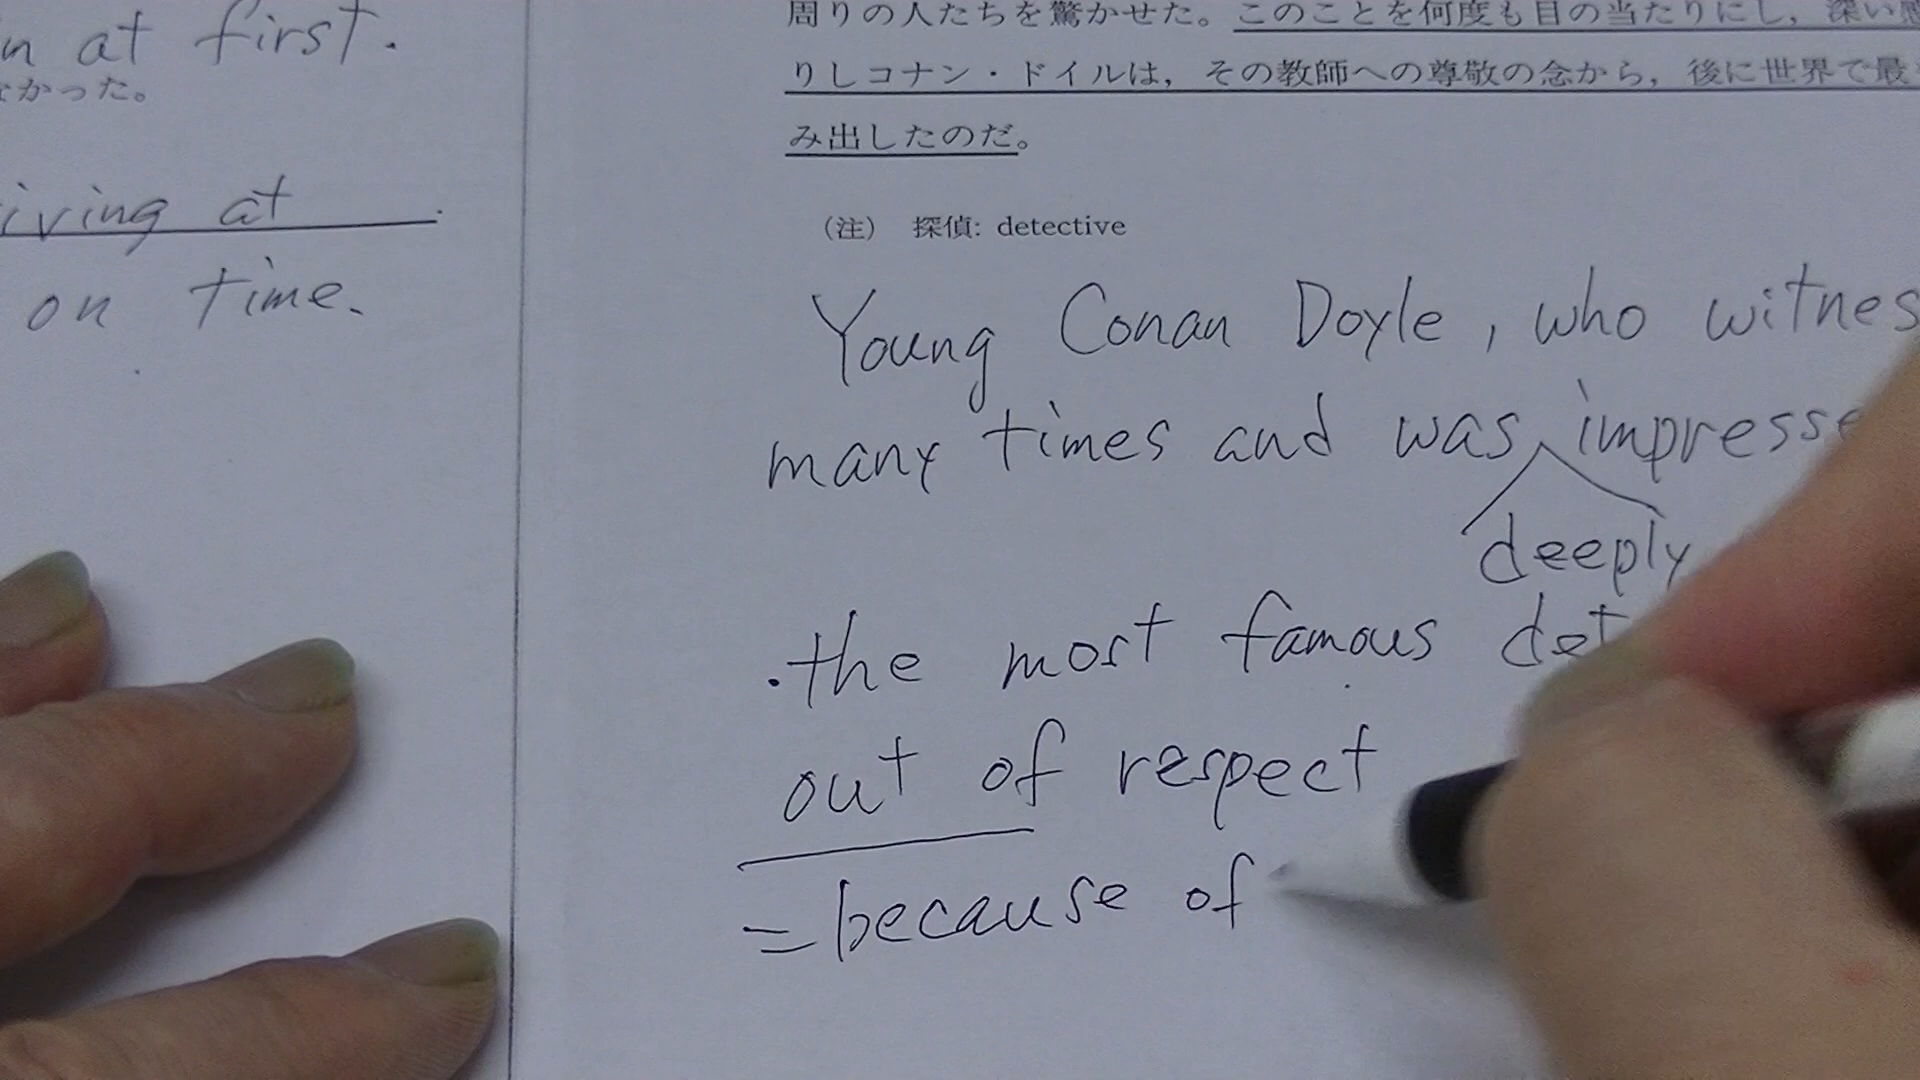 n at first.
なかった。
iving at
on time.
周りの人たちを驚かせた。このことを何度も目の当たりにし，深い感
りしコナン・ドイルは，その教師への尊敬の念から，後に世界で最
み出したのだ。
（注） 探偵: detective
Young Conan Doyle, who witnes
many times and was impresse
deeply
・the most famous det
out of respect
= because of